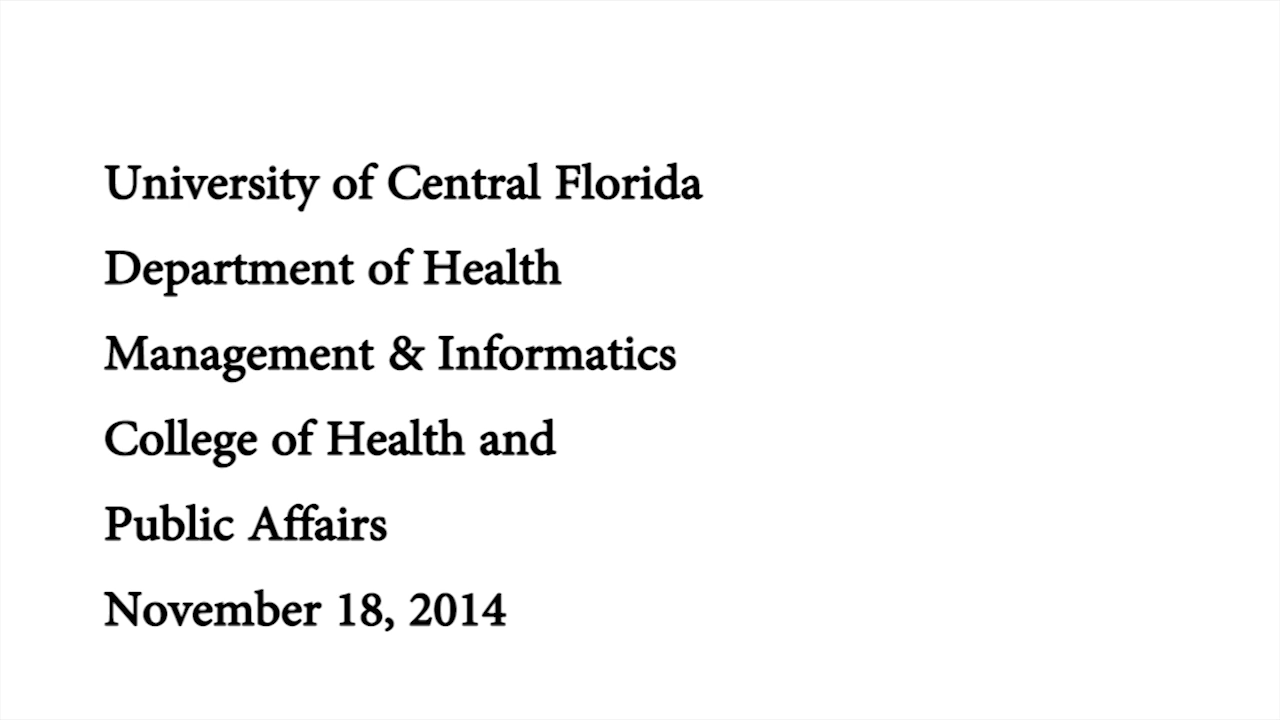 University of Central Florida
Department of Health
Management & Informatics
College of Health and
Public Affairs
November 18, 2014